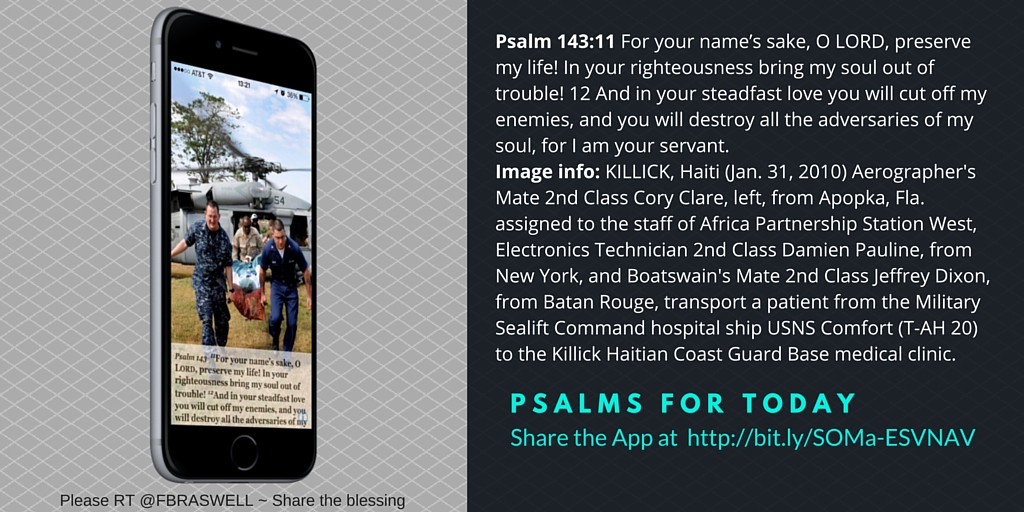 AT&T
13:21
36%
54
Psalm 143 11 For your name's sake, O
LORD, preserve my life! In your
righteousness bring my soul out of
trouble! 12 And in your steadfast love
you will cut off my enemies, and you
will destroy all the adversaries of my
Please RT @FBRASWELL ~ Share the blessing
Psalm 143:11 For your name’s sake, O LORD, preserve
my life! In your righteousness bring my soul out of
trouble! 12 And in your steadfast love you will cut off my
enemies, and you will destroy all the adversaries of my
soul, for I am your servant.
Image info: KILLICK, Haiti (Jan. 31, 2010) Aerographer's
Mate 2nd Class Cory Clare, left, from Apopka, Fla.
assigned to the staff of Africa Partnership Station West,
Electronics Technician 2nd Class Damien Pauline, from
New York, and Boatswain's Mate 2nd Class Jeffrey Dixon,
from Batan Rouge, transport a patient from the Military
Sealift Command hospital ship USNS Comfort (T-AH 20)
to the Killick Haitian Coast Guard Base medical clinic.
PSALMS FOR TODAY
Share the App at http://bit.ly/SOMa-ESVNAV